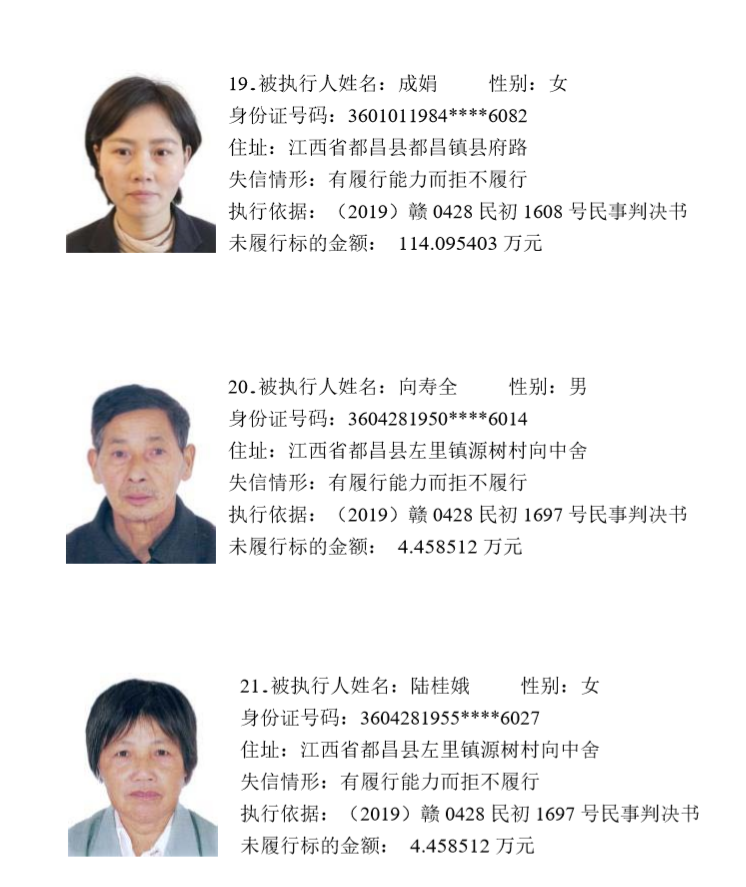 19.被执行人姓名：成娟 性别：女
身份证号码：3601011984****6082
住址：江西省都昌县都昌镇县府路
失信情形：有履行能力而拒不履行
执行依据：（2019）赣 0428 民初 1608 号民事判决书
未履行标的金额： 114.095403 万元
20.被执行人姓名：向寿全 性别：男
身份证号码：3604281950****6014
住址：江西省都昌县左里镇源树村向中舍
失信情形：有履行能力而拒不履行
执行依据：（2019）赣 0428 民初 1697 号民事判决书
未履行标的金额： 4.458512 万元
21.被执行人姓名：陆桂娥 性别：女
身份证号码：3604281955****6027
住址：江西省都昌县左里镇源树村向中舍
失信情形：有履行能力而拒不履行
执行依据：（2019）赣 0428 民初 1697 号民事判决书
未履行标的金额： 4.458512 万元